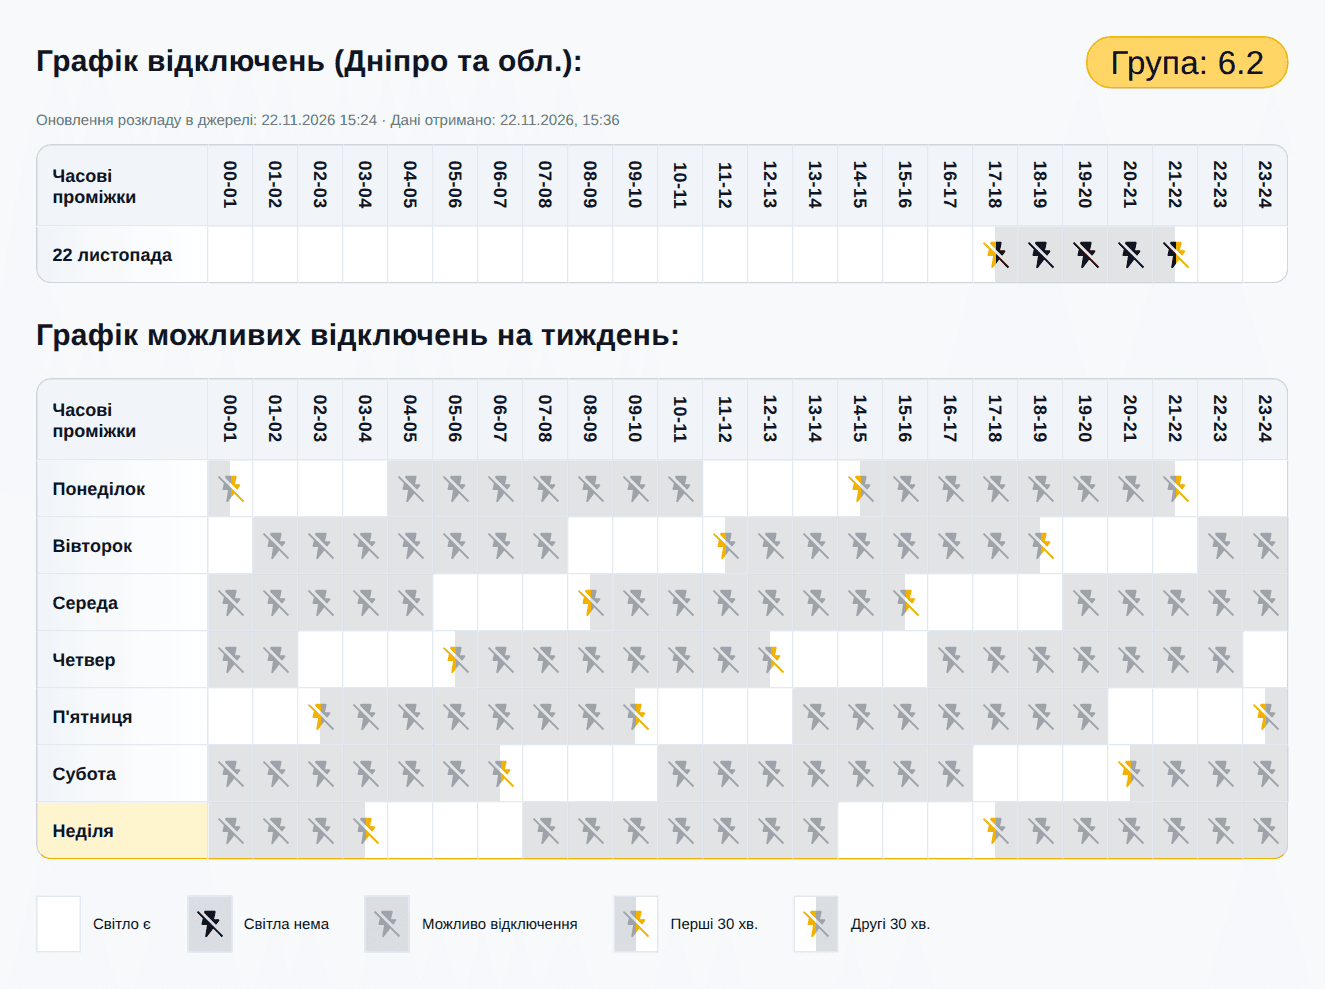 Графік відключень (Дніпро та обл.):
Група: 6.2
Оновлення розкладу в джерелі: 22.11.2026 15:24 · Дані отримано: 22.11.2026, 15:36
Часові проміжки 00-01 01-02 02-03 03-04 04-05 05-06 06-07 07-08 08-09 09-10 10-11 11-12 12-13 13-14 14-15 15-16 16-17 17-18 18-19 19-20 20-21 21-22 22-23 23-24
22 листопада
Графік можливих відключень на тиждень:
Часові проміжки 00-01 01-02 02-03 03-04 04-05 05-06 06-07 07-08 08-09 09-10 10-11 11-12 12-13 13-14 14-15 15-16 16-17 17-18 18-19 19-20 20-21 21-22 22-23 23-24
Понеділок
Вівторок
Середа
Четвер
П'ятниця
Субота
Неділя
Світло є Світла нема Можливо відключення Перші 30 хв. Другі 30 хв.